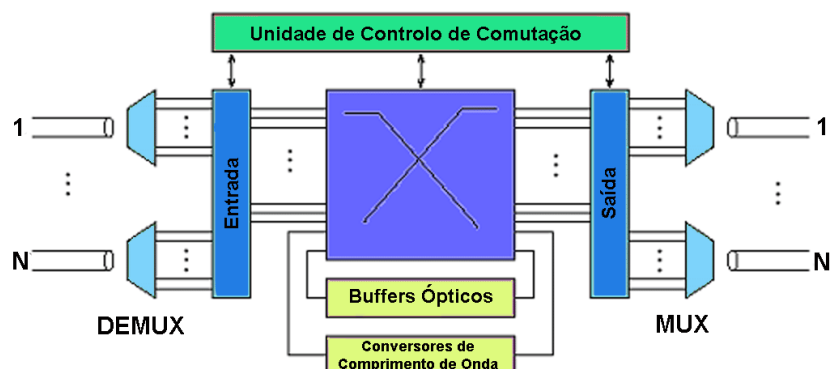 Unidade de Controlo de Comutação
1
1
Entrada
Saída
N
N
Buffers Ópticos
DEMUX
MUX
Conversores de
Comprimento de Onda